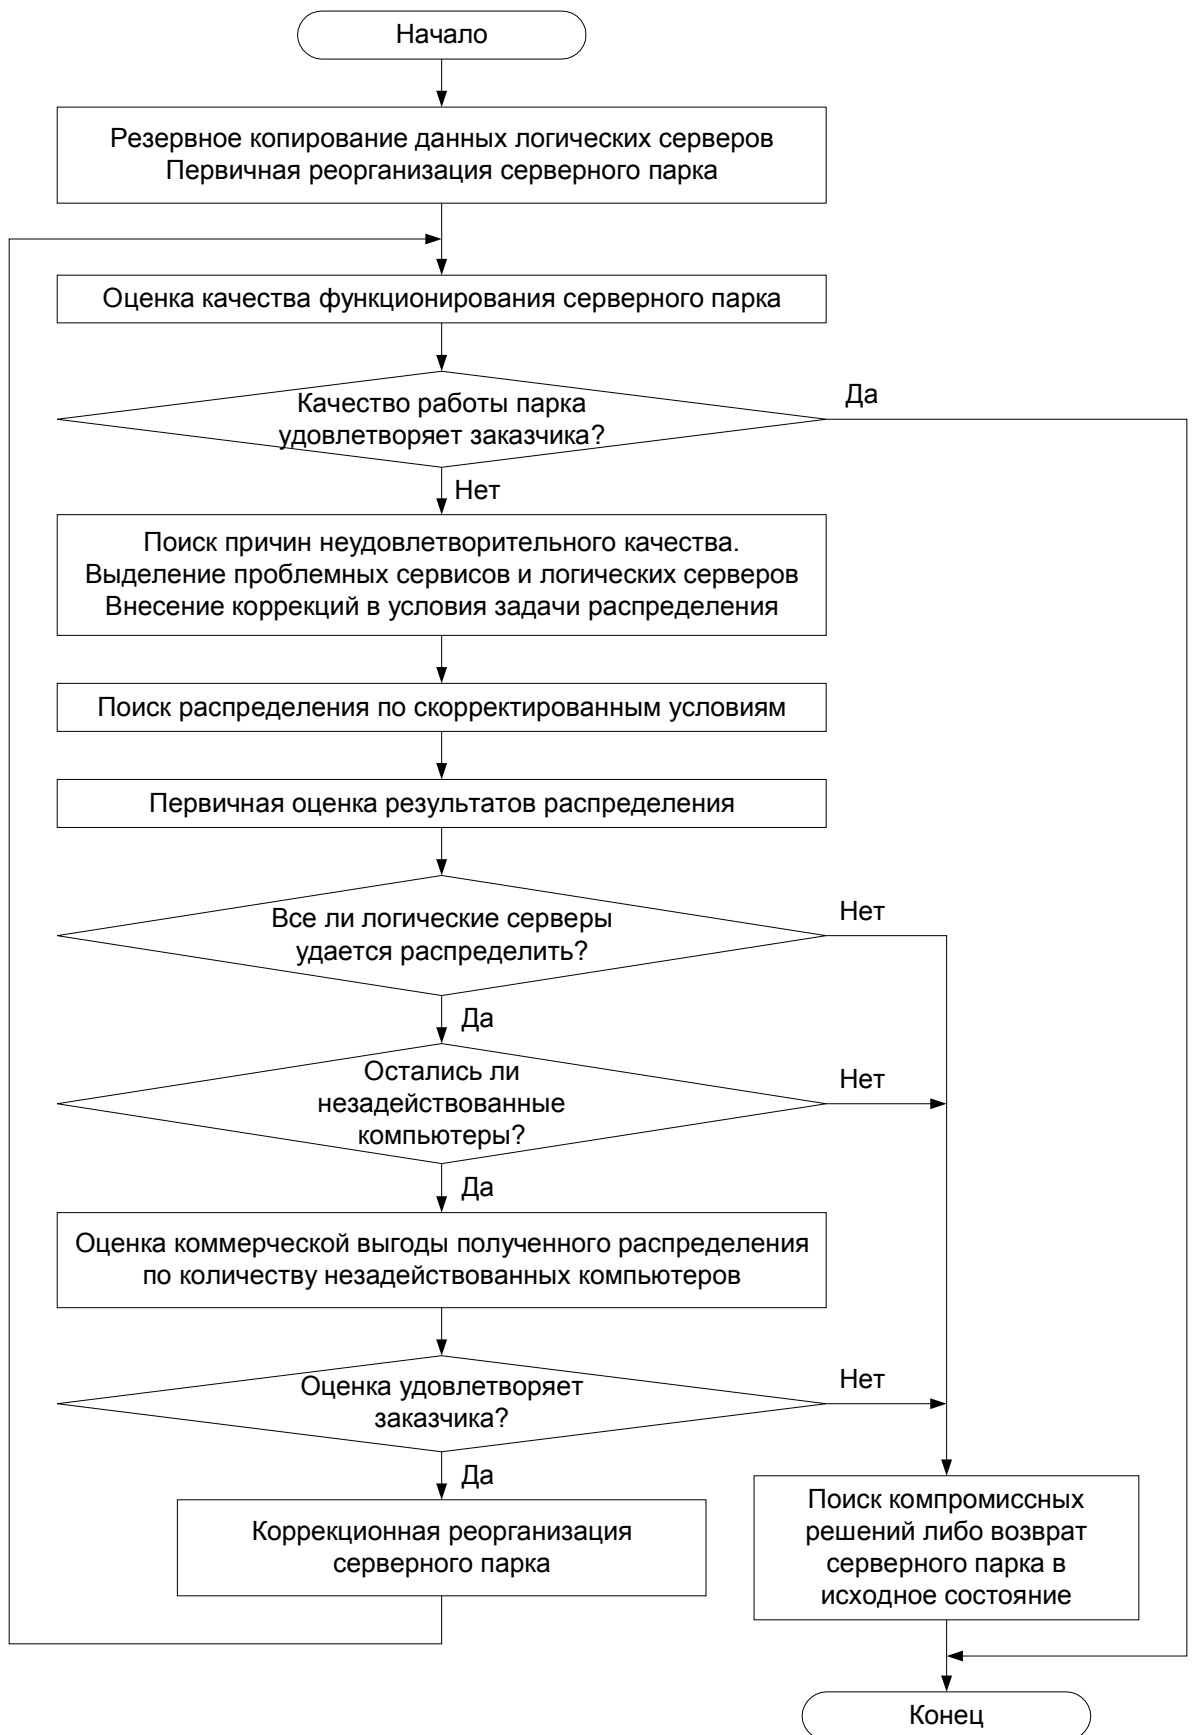 Начало
Резервное копирование данных логических серверов
Первичная реорганизация серверного парка
Оценка качества функционирования серверного парка
Качество работы парка
удовлетворяет заказчика?
Да
Нет
Поиск причин неудовлетворительного качества.
Выделение проблемных сервисов и логических серверов
Внесение коррекций в условия задачи распределения
Поиск распределения по скорректированным условиям
Первичная оценка результатов распределения
Все ли логические серверы
удается распределить?
Нет
Да
Остались ли
незадействованные
компьютеры?
Нет
Да
Оценка коммерческой выгоды полученного распределения
по количеству незадействованных компьютеров
Оценка удовлетворяет
заказчика?
Нет
Да
Коррекционная реорганизация
серверного парка
Поиск компромиссных
решений либо возврат
серверного парка в
исходное состояние
Конец